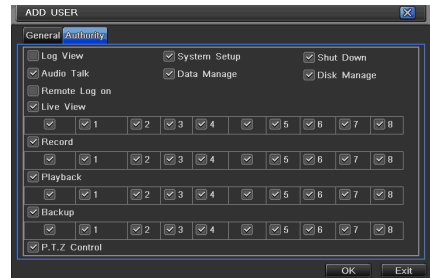 ADD USER
General Authority
Log View System Setup Shut Down
Audio Talk Data Manage Disk Manage
Remote Log on
Live View
1 2 3 4 5 6 7 8
Record
1 2 3 4 5 6 7 8
Playback
1 2 3 4 5 6 7 8
Backup
1 2 3 4 5 6 7 8
P.T.Z Control
OK Exit